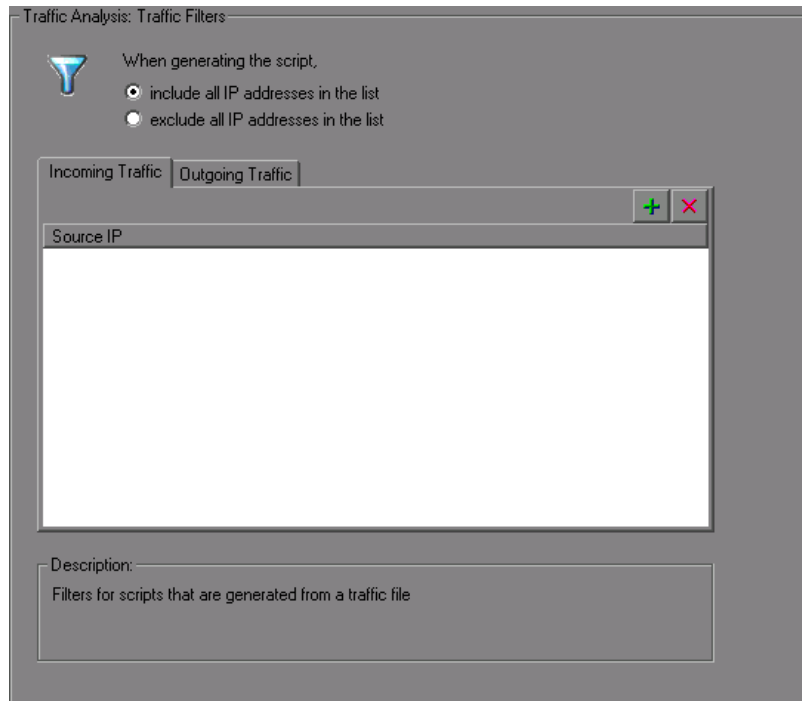 Traffic Analysis: Traffic Filters
When generating the script,
include all IP addresses in the list
exclude all IP addresses in the list
Incoming Traffic
Outgoing Traffic
Source IP
Description:
Filters for scripts that are generated from a traffic file